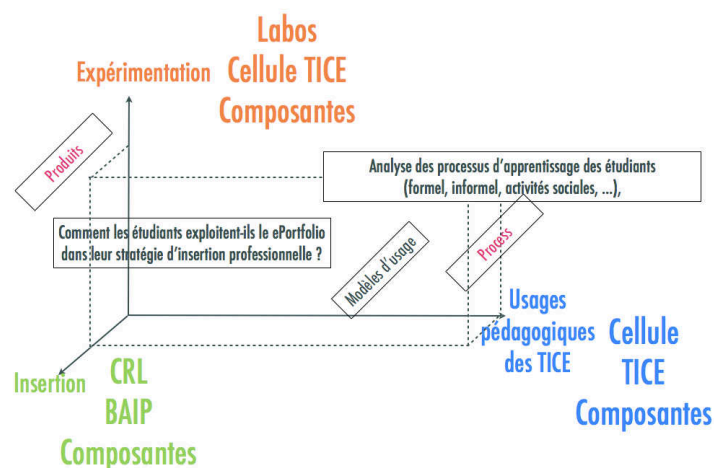 Labos
Expérimentation
Cellule TICE
Composantes
Produits
Analyse des processus d'apprentissage des étudiants
(formel, informel, activités sociales, ...),
Comment les étudiants exploitent-ils le ePortfolio
dans leur stratégie d'insertion professionnelle ?
Modèles d'usage
Process
Usages
pédagogiques
des TICE
Cellule
TICE
Composantes
Insertion
CRL
BAIP
Composantes